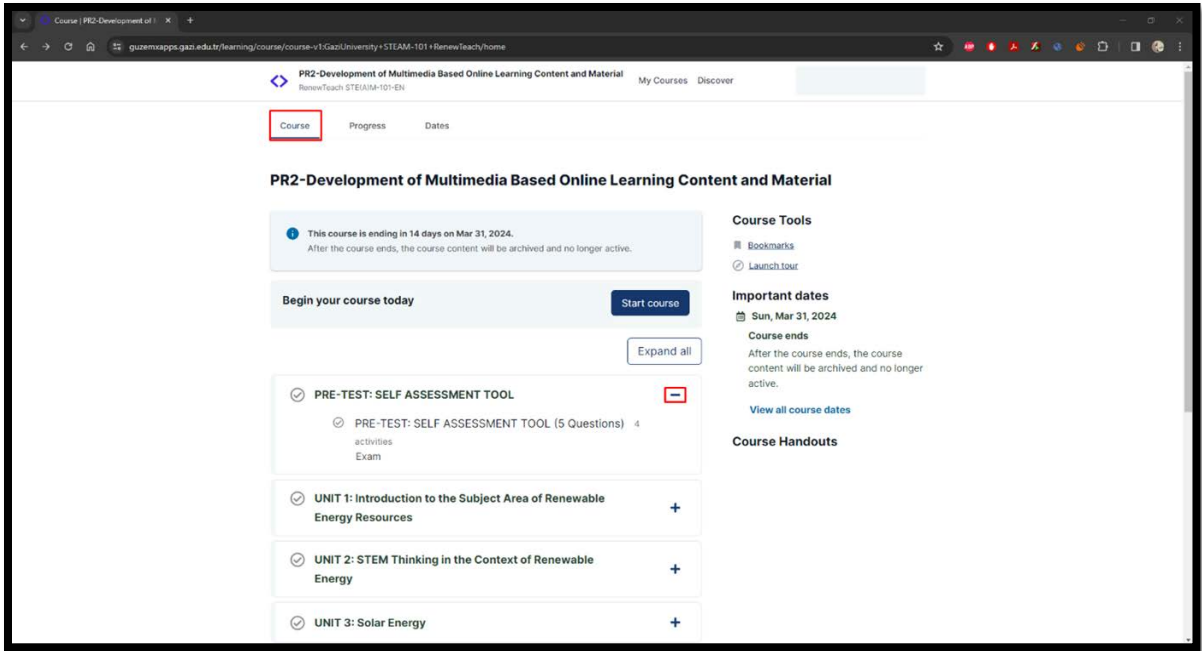 Course | PR2-Development of
guzemxapps.gazi.edu.tr/learning/course/course-v1:GaziUniversity+STEAM-101+RenewTeach/home
PR2-Development of Multimedia Based Online Learning Content and Material
RenewTeach STE(A)M-101-EN
My Courses Discover
Course Progress Dates
PR2-Development of Multimedia Based Online Learning Content and Material
This course is ending in 14 days on Mar 31, 2024.
After the course ends, the course content will be archived and no longer active.
Begin your course today
Start course
Expand all
PRE-TEST: SELF ASSESSMENT TOOL
PRE-TEST: SELF ASSESSMENT TOOL (5 Questions) 4
activities
Exam
UNIT 1: Introduction to the Subject Area of Renewable
Energy Resources
UNIT 2: STEM Thinking in the Context of Renewable
Energy
UNIT 3: Solar Energy
Course Tools
Bookmarks
Launch tour
Important dates
Sun, Mar 31, 2024
Course ends
After the course ends, the course
content will be archived and no longer
active.
View all course dates
Course Handouts